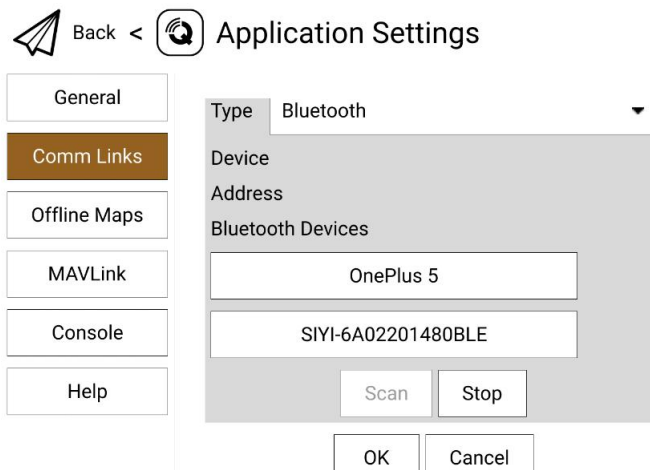 Back < Application Settings
General
Comm Links
Offline Maps
MAVLink
Console
Help
Type Bluetooth
Device
Address
Bluetooth Devices
OnePlus 5
SIYI-6A02201480BLE
Scan Stop
OK Cancel